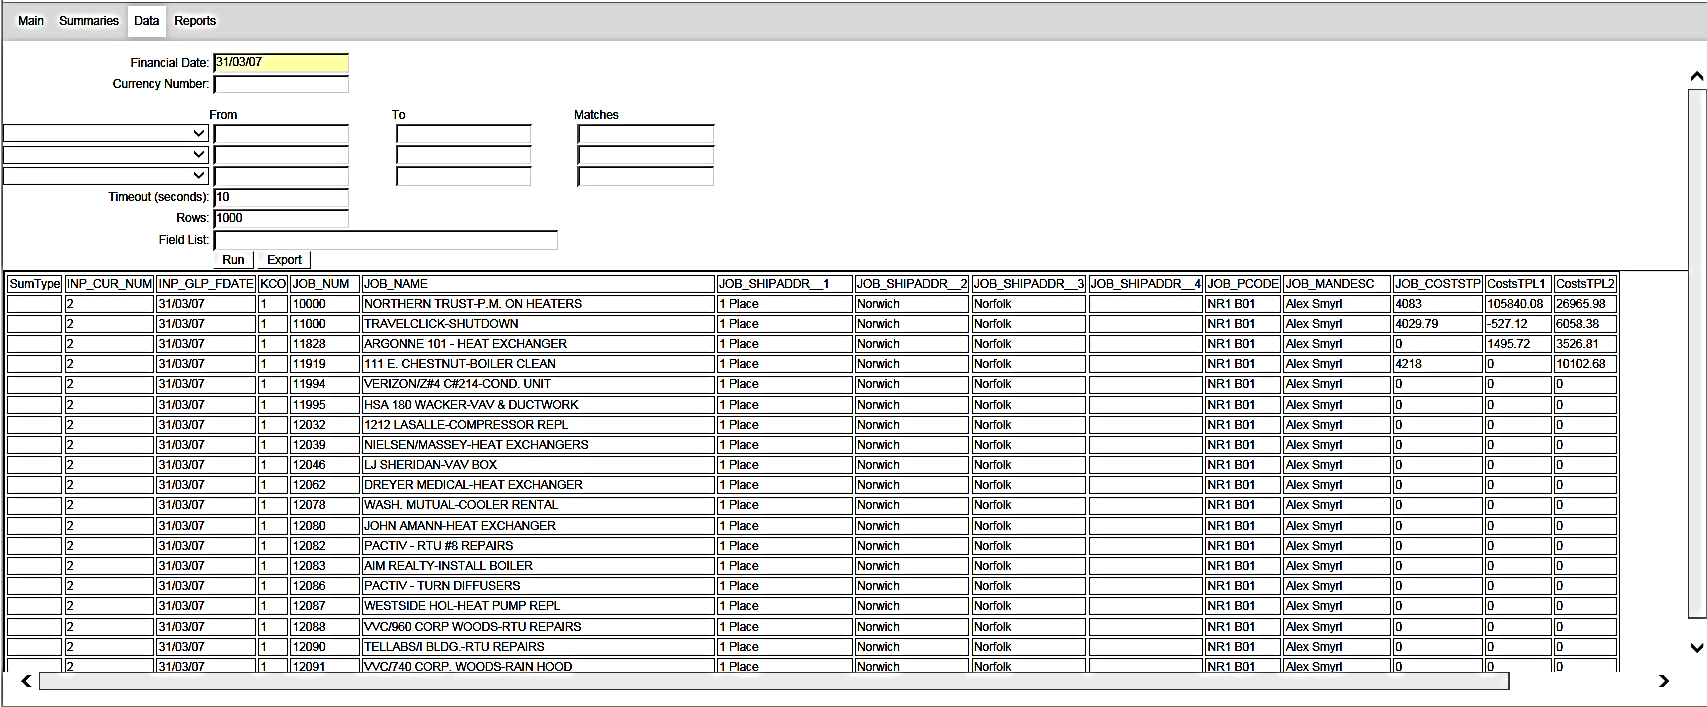 Main Summaries Data Reports
Financial Date: 31/03/07
Currency Number:
From To Matches
Timeout (seconds): 10
Rows: 1000
Field List:
Run Export
SumType INP_CUR_NUM INP_GLP_FDATE KCO JOB_NUM JOB_NAME JOB_SHIPADDR__1 JOB_SHIPADDR__2 JOB_SHIPADDR__3 JOB_SHIPADDR__4 JOB_PCODE JOB_MANDESC JOB_COSTSTP CostsTPL1 CostsTPL2
2 31/03/07 1 10000 NORTHERN TRUST-P.M. ON HEATERS 1 Place Norwich Norfolk NR1 B01 Alex Smyrl 4083 105840.08 26965.98
2 31/03/07 1 11000 TRAVELCLICK-SHUTDOWN 1 Place Norwich Norfolk NR1 B01 Alex Smyrl 4029.79 -527.12 6058.38
2 31/03/07 1 11828 ARGONNE 101 - HEAT EXCHANGER 1 Place Norwich Norfolk NR1 B01 Alex Smyrl 0 1495.72 3526.81
2 31/03/07 1 11919 111 E. CHESTNUT-BOILER CLEAN 1 Place Norwich Norfolk NR1 B01 Alex Smyrl 4218 0 10102.68
2 31/03/07 1 11994 VERIZON/Z#4 C#214-COND. UNIT 1 Place Norwich Norfolk NR1 B01 Alex Smyrl 0 0 0
2 31/03/07 1 11995 HSA 180 WACKER-VAV & DUCTWORK 1 Place Norwich Norfolk NR1 B01 Alex Smyrl 0 0 0
2 31/03/07 1 12032 1212 LASALLE-COMPRESSOR REPL 1 Place Norwich Norfolk NR1 B01 Alex Smyrl 0 0 0
2 31/03/07 1 12039 NIELSEN/MASSEY-HEAT EXCHANGERS 1 Place Norwich Norfolk NR1 B01 Alex Smyrl 0 0 0
2 31/03/07 1 12046 LJ SHERIDAN-VAV BOX 1 Place Norwich Norfolk NR1 B01 Alex Smyrl 0 0 0
2 31/03/07 1 12062 DREYER MEDICAL-HEAT EXCHANGER 1 Place Norwich Norfolk NR1 B01 Alex Smyrl 0 0 0
2 31/03/07 1 12078 WASH. MUTUAL-COOLER RENTAL 1 Place Norwich Norfolk NR1 B01 Alex Smyrl 0 0 0
2 31/03/07 1 12080 JOHN AMANN-HEAT EXCHANGER 1 Place Norwich Norfolk NR1 B01 Alex Smyrl 0 0 0
2 31/03/07 1 12082 PACTIV - RTU #8 REPAIRS 1 Place Norwich Norfolk NR1 B01 Alex Smyrl 0 0 0
2 31/03/07 1 12083 AIM REALTY-INSTALL BOILER 1 Place Norwich Norfolk NR1 B01 Alex Smyrl 0 0 0
2 31/03/07 1 12086 PACTIV - TURN DIFFUSERS 1 Place Norwich Norfolk NR1 B01 Alex Smyrl 0 0 0
2 31/03/07 1 12087 WESTSIDE HOL-HEAT PUMP REPL 1 Place Norwich Norfolk NR1 B01 Alex Smyrl 0 0 0
2 31/03/07 1 12088 VVC/960 CORP WOODS-RTU REPAIRS 1 Place Norwich Norfolk NR1 B01 Alex Smyrl 0 0 0
2 31/03/07 1 12090 TELLABS/I BLDG.-RTU REPAIRS 1 Place Norwich Norfolk NR1 B01 Alex Smyrl 0 0 0
2 31/03/07 1 12091 VVC/740 CORP. WOODS-RAIN HOOD 1 Place Norwich Norfolk NR1 B01 Alex Smyrl 0 0 0